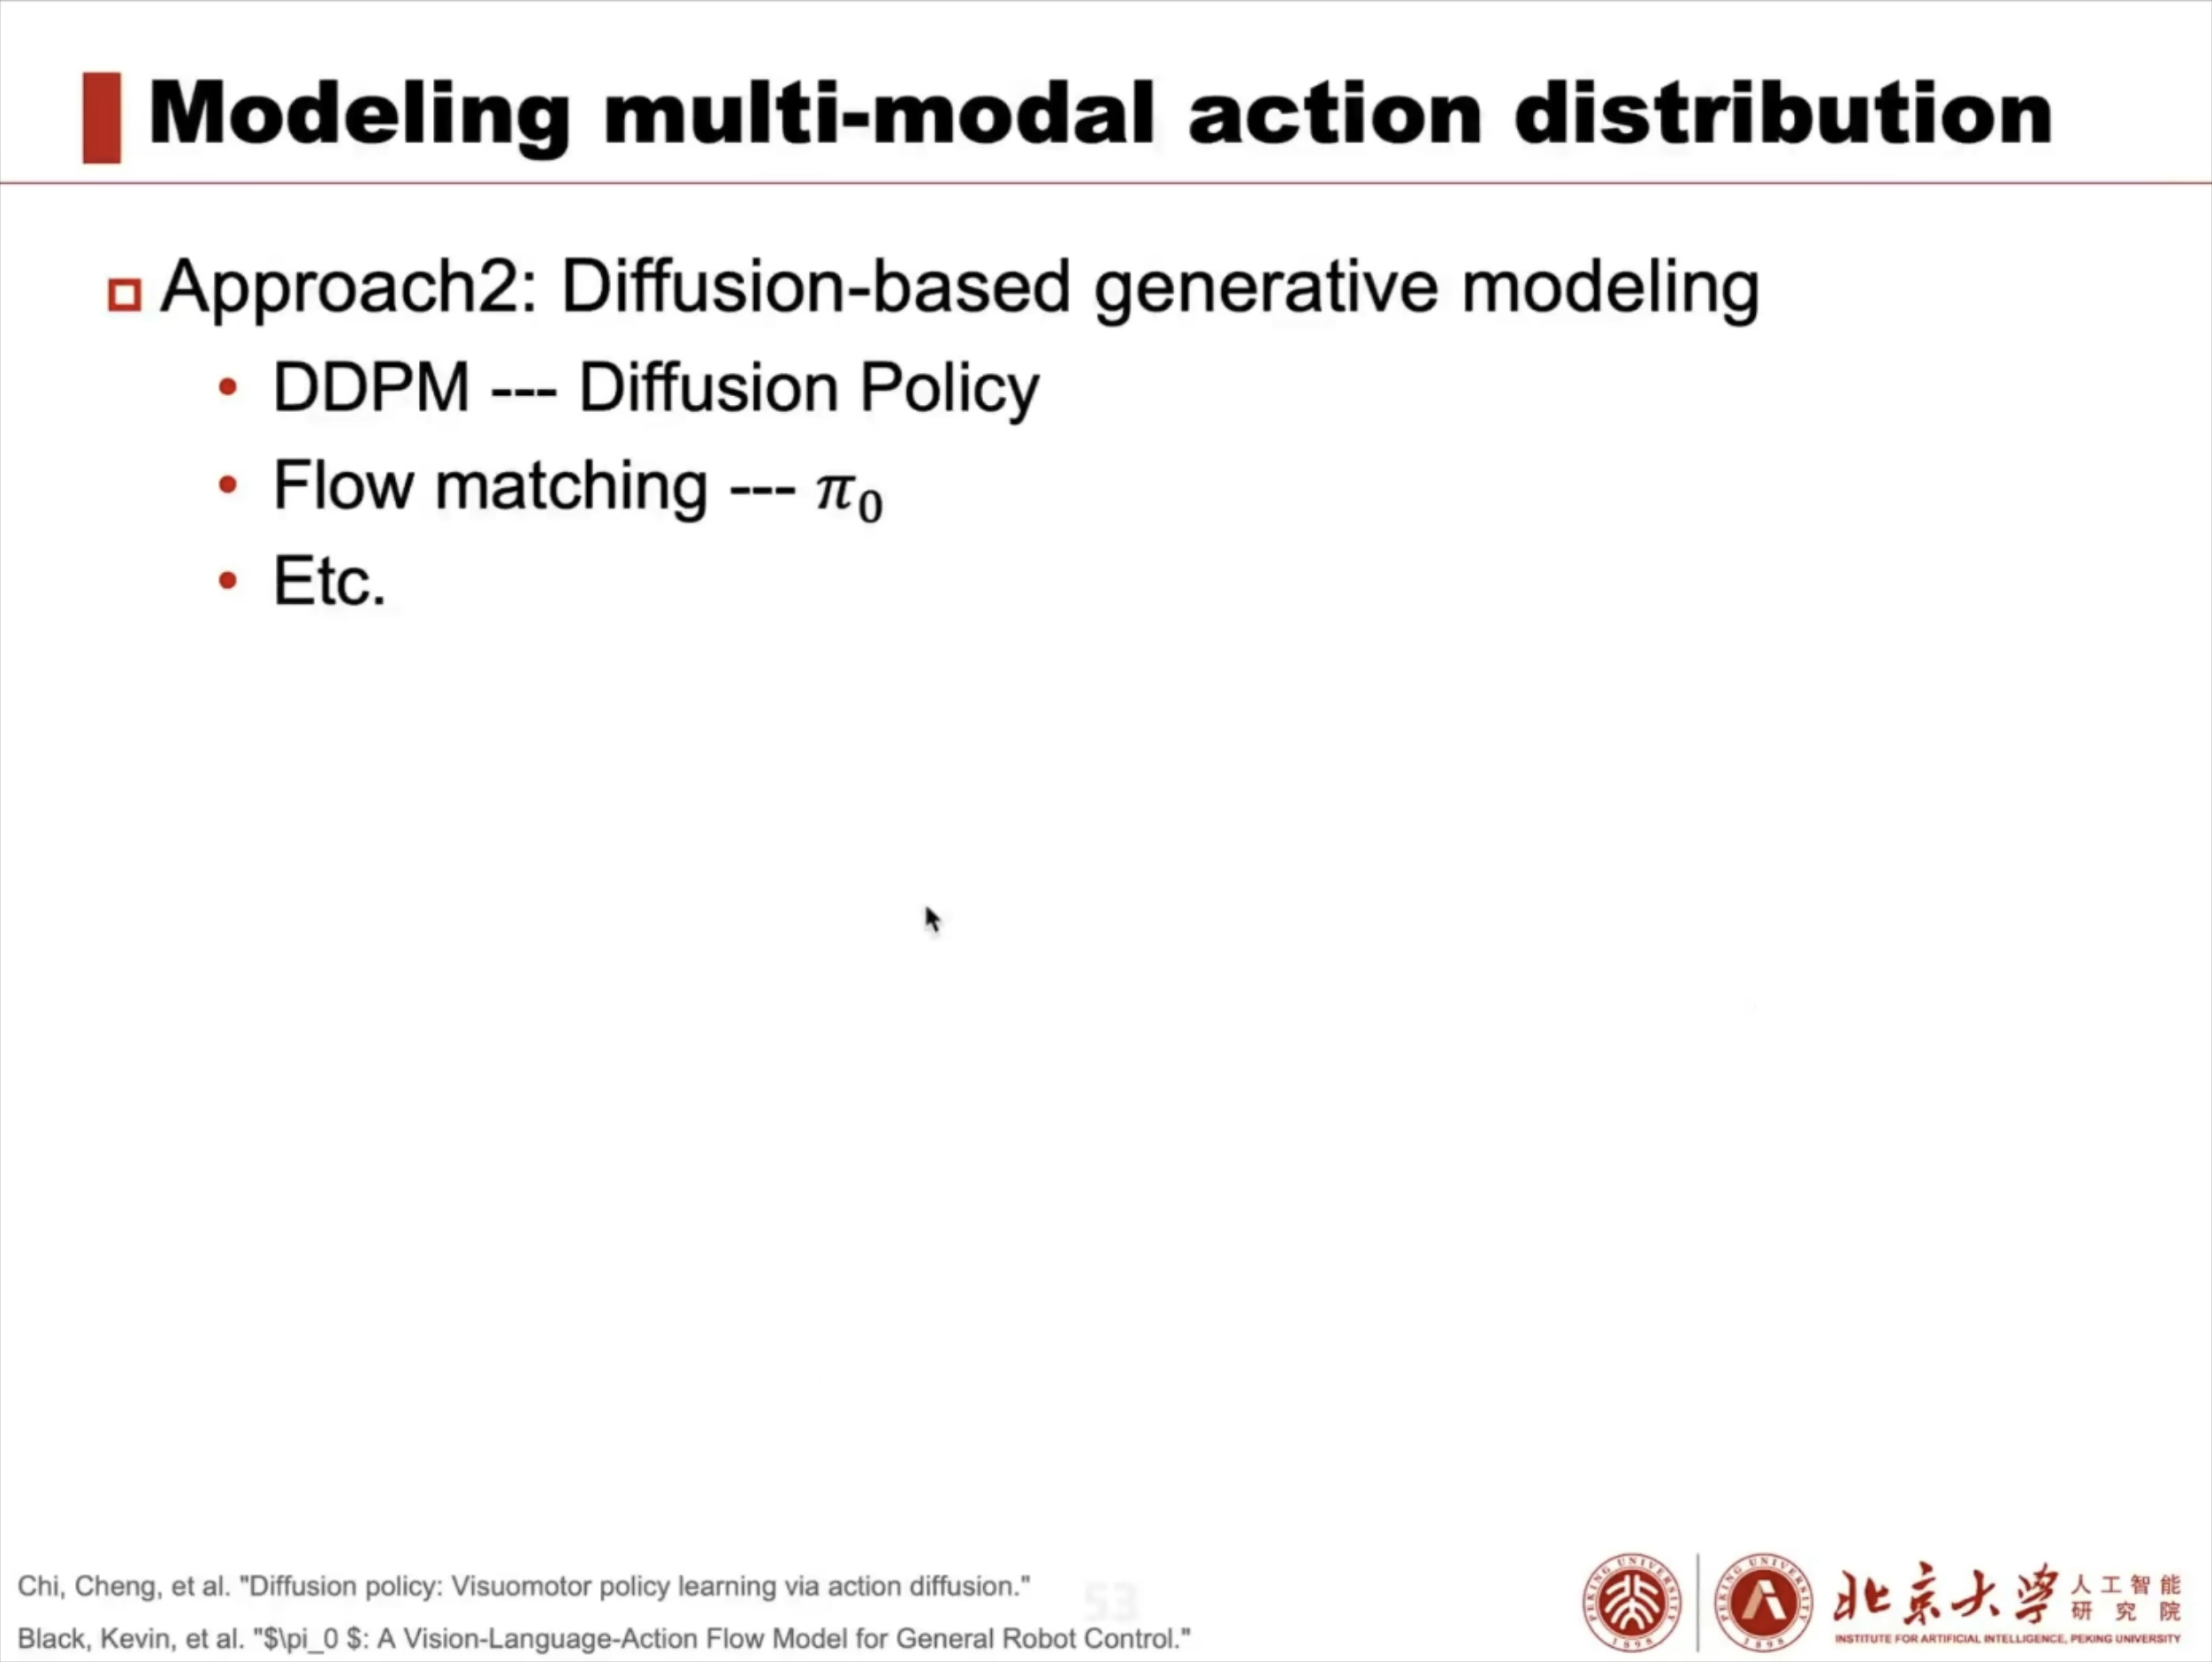 Modeling multi-modal action distribution
Approach2: Diffusion-based generative modeling
• DDPM --- Diffusion Policy
• Flow matching --- π₀
• Etc.
Chi, Cheng, et al. "Diffusion policy: Visuomotor policy learning via action diffusion."
53
Black, Kevin, et al. "$\pi_0 $: A Vision-Language-Action Flow Model for General Robot Control."
PEKING UNIVERSITY
1898
PEKING UNIVERSITY
1898
北京大学
人工智能
研究院
INSTITUTE FOR ARTIFICIAL INTELLIGENCE, PEKING UNIVERSITY